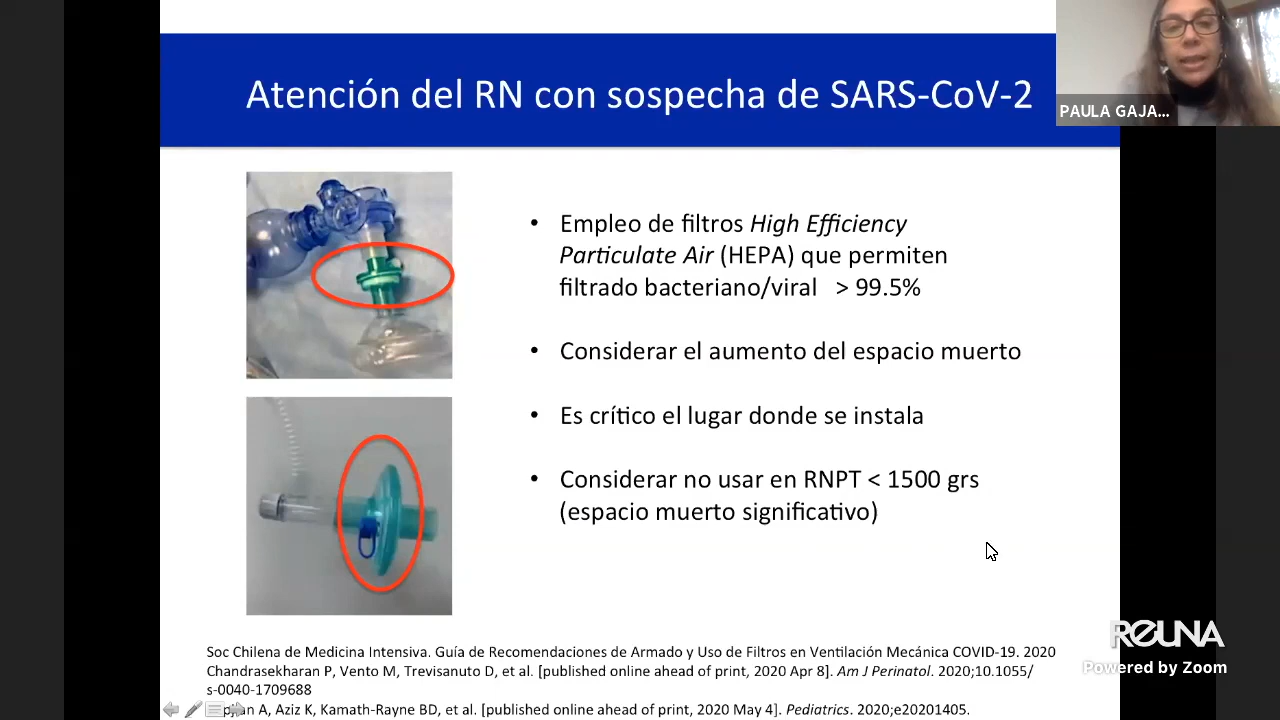 Atención del RN con sospecha de SARS-CoV-2
PAULA GAJA...
• Empleo de filtros High Efficiency
Particulate Air (HEPA) que permiten
filtrado bacteriano/viral > 99.5%
• Considerar el aumento del espacio muerto
• Es crítico el lugar donde se instala
• Considerar no usar en RNPT < 1500 grs
(espacio muerto significativo)
REUNA
Powered by Zoom
Soc Chilena de Medicina Intensiva. Guía de Recomendaciones de Armado y Uso de Filtros en Ventilación Mecánica COVID-19. 2020
Chandrasekharan P, Vento M, Trevisanuto D, et al. [published online ahead of print, 2020 Apr 8]. Am J Perinatol. 2020;10.1055/
s-0040-1709688
A, Aziz K, Kamath-Rayne BD, et al. [published online ahead of print, 2020 May 4]. Pediatrics. 2020;e20201405.